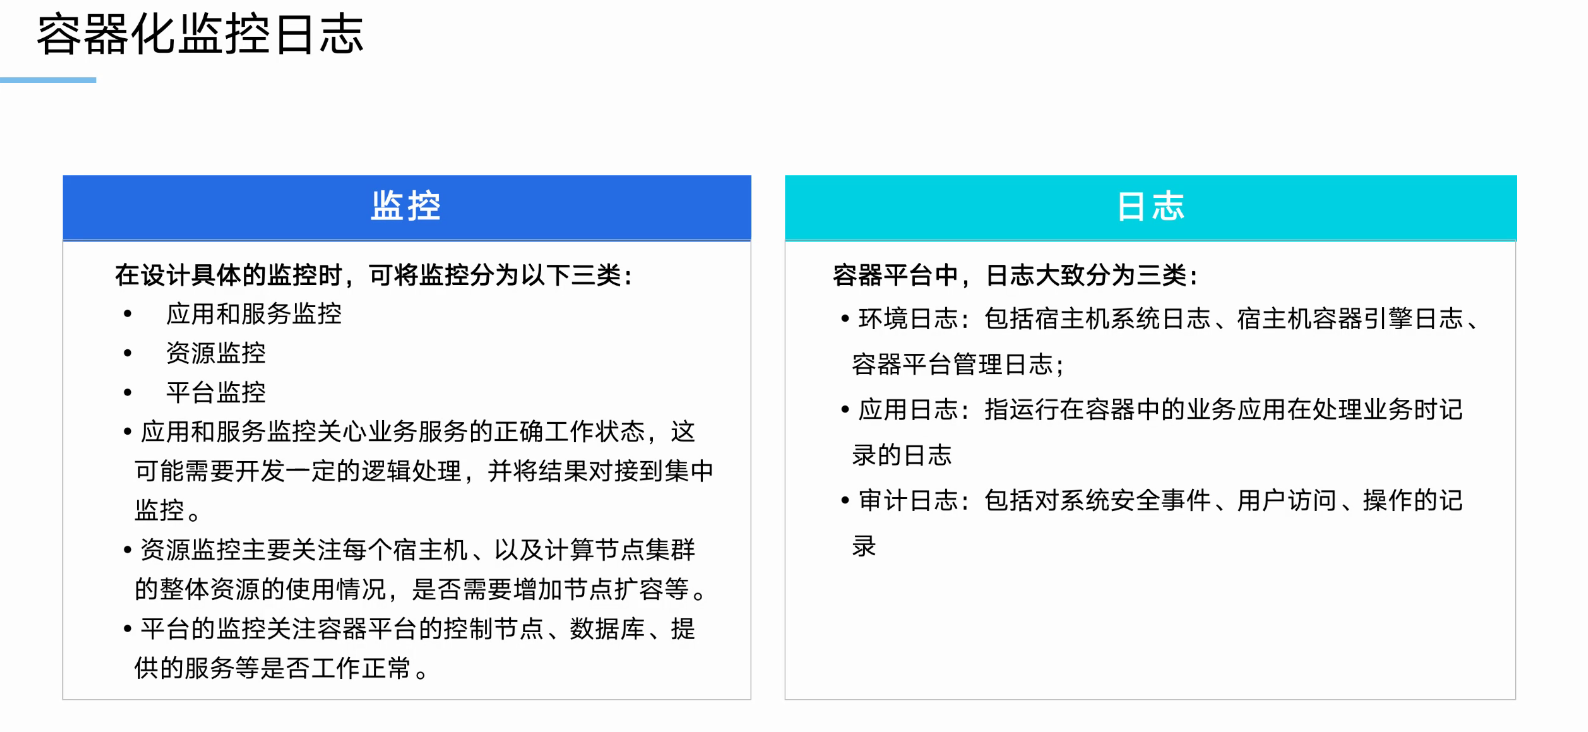 容器化监控日志
监控
在设计具体的监控时，可将监控分为以下三类：
• 应用和服务监控
• 资源监控
• 平台监控
• 应用和服务监控关心业务服务的正确工作状态，这
可能需要开发一定的逻辑处理，并将结果对接到集中
监控。
• 资源监控主要关注每个宿主机、以及计算节点集群
的整体资源的使用情况，是否需要增加节点扩容等。
• 平台的监控关注容器平台的控制节点、数据库、提
供的服务等是否工作正常。
日志
容器平台中，日志大致分为三类：
• 环境日志：包括宿主机系统日志、宿主机容器引擎日志、
容器平台管理日志；
• 应用日志：指运行在容器中的业务应用在处理业务时记
录的日志
• 审计日志：包括对系统安全事件、用户访问、操作的记
录